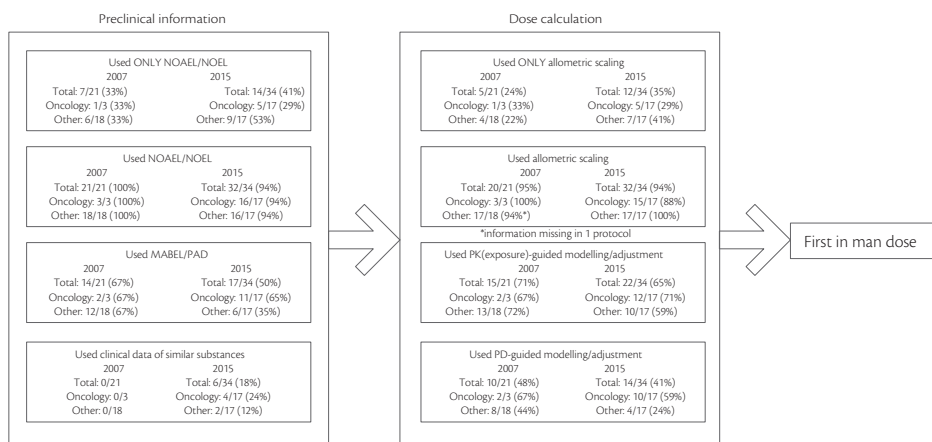 Preclinical information
Used ONLY NOAEL/NOEL
2007 2015
Total: 7/21 (33%) Total: 14/34 (41%)
Oncology: 1/3 (33%) Oncology: 5/17 (29%)
Other: 6/18 (33%) Other: 9/17 (53%)
Used NOAEL/NOEL
2007 2015
Total: 21/21 (100%) Total: 32/34 (94%)
Oncology: 3/3 (100%) Oncology: 16/17 (94%)
Other: 18/18 (100%) Other: 16/17 (94%)
Used MABEL/PAD
2007 2015
Total: 14/21 (67%) Total: 17/34 (50%)
Oncology: 2/3 (67%) Oncology: 11/17 (65%)
Other: 12/18 (67%) Other: 6/17 (35%)
Used clinical data of similar substances
2007 2015
Total: 0/21 Total: 6/34 (18%)
Oncology: 0/3 Oncology: 4/17 (24%)
Other: 0/18 Other: 2/17 (12%)
Dose calculation
Used ONLY allometric scaling
2007 2015
Total: 5/21 (24%) Total: 12/34 (35%)
Oncology: 1/3 (33%) Oncology: 5/17 (29%)
Other: 4/18 (22%) Other: 7/17 (41%)
Used allometric scaling
2007 2015
Total: 20/21 (95%) Total: 32/34 (94%)
Oncology: 3/3 (100%) Oncology: 15/17 (88%)
Other: 17/18 (94%*) Other: 17/17 (100%)
*information missing in 1 protocol
Used PK(exposure)-guided modelling/adjustment
2007 2015
Total: 15/21 (71%) Total: 22/34 (65%)
Oncology: 2/3 (67%) Oncology: 12/17 (71%)
Other: 13/18 (72%) Other: 10/17 (59%)
Used PD-guided modelling/adjustment
2007 2015
Total: 10/21 (48%) Total: 14/34 (41%)
Oncology: 2/3 (67%) Oncology: 10/17 (59%)
Other: 8/18 (44%) Other: 4/17 (24%)
First in man dose